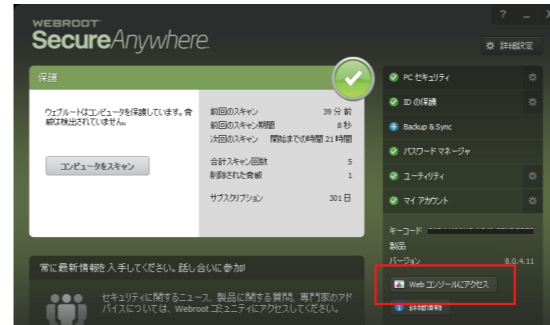 WEBROOT
SecureAnywhere.
詳細設定
保護
ウェブルートはコンピュータを保護しています。脅
威は検出されていません。
コンピュータをスキャン
前回のスキャン 39 分 前
前回のスキャン期間 8 秒
次回のスキャン 開始までの時間 21 時間
合計スキャン回数 5
削除された脅威 1
サブスクリプション 301 日
PC セキュリティ
ID の保護
Backup & Sync
パスワード マネージャ
ユーティリティ
マイ アカウント
キーコード
製品
バージョン 8.0.4.11
Web コンソールにアクセス
詳細情報
常に最新情報を入手してください。話し合いに参加
セキュリティに関するニュース、製品に関する質問、専門家のアド
バイスについては、Webroot コミュニティにアクセスしてください。